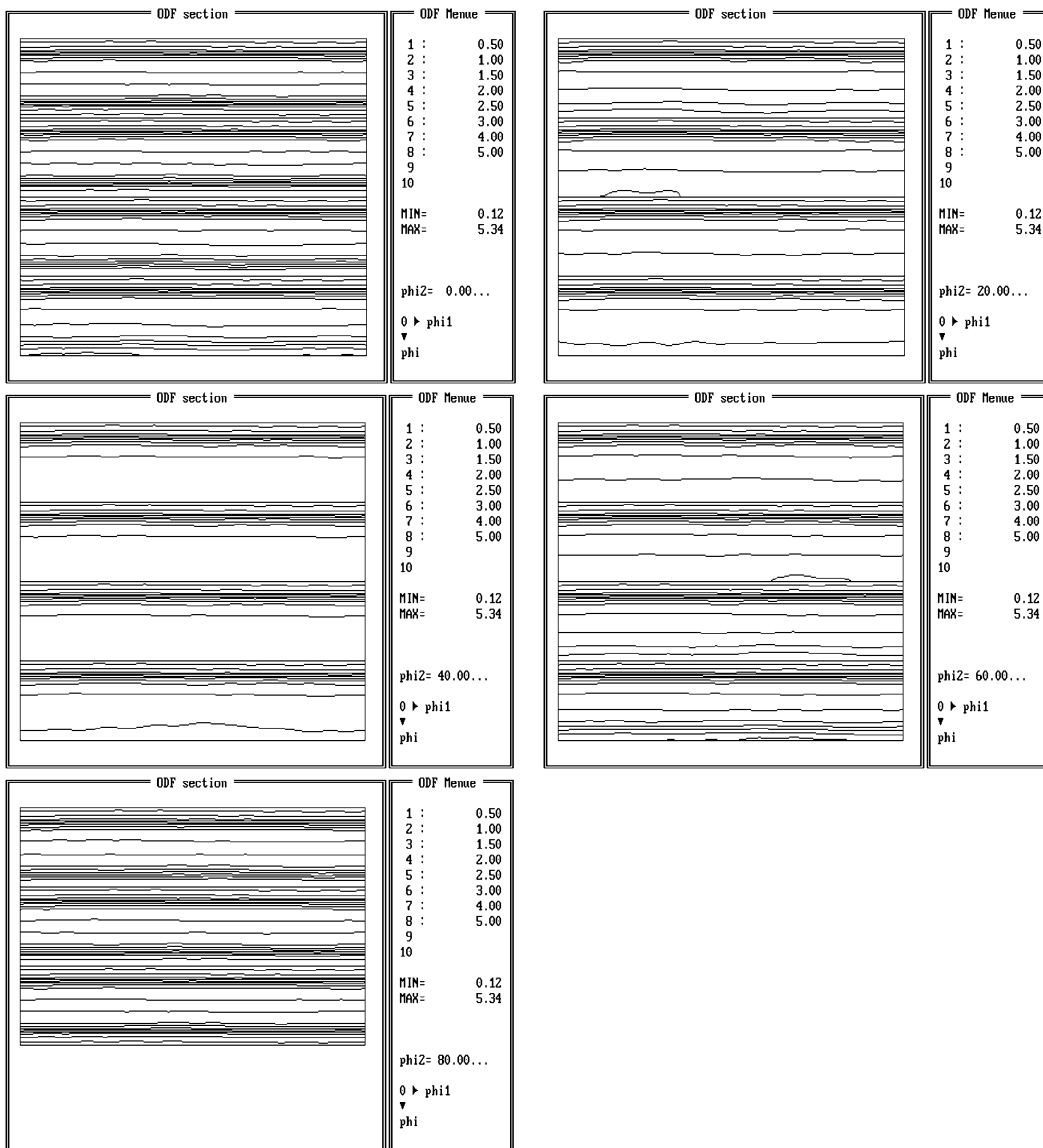 ODF section
ODF Menue
1 : 0.50
2 : 1.00
3 : 1.50
4 : 2.00
5 : 2.50
6 : 3.00
7 : 4.00
8 : 5.00
9
10
MIN= 0.12
MAX= 5.34
phi2= 0.00...
0 ▶ phi1
▼
phi
ODF section
ODF Menue
1 : 0.50
2 : 1.00
3 : 1.50
4 : 2.00
5 : 2.50
6 : 3.00
7 : 4.00
8 : 5.00
9
10
MIN= 0.12
MAX= 5.34
phi2= 20.00...
0 ▶ phi1
▼
phi
ODF section
ODF Menue
1 : 0.50
2 : 1.00
3 : 1.50
4 : 2.00
5 : 2.50
6 : 3.00
7 : 4.00
8 : 5.00
9
10
MIN= 0.12
MAX= 5.34
phi2= 40.00...
0 ▶ phi1
▼
phi
ODF section
ODF Menue
1 : 0.50
2 : 1.00
3 : 1.50
4 : 2.00
5 : 2.50
6 : 3.00
7 : 4.00
8 : 5.00
9
10
MIN= 0.12
MAX= 5.34
phi2= 60.00...
0 ▶ phi1
▼
phi
ODF section
ODF Menue
1 : 0.50
2 : 1.00
3 : 1.50
4 : 2.00
5 : 2.50
6 : 3.00
7 : 4.00
8 : 5.00
9
10
MIN= 0.12
MAX= 5.34
phi2= 80.00...
0 ▶ phi1
▼
phi